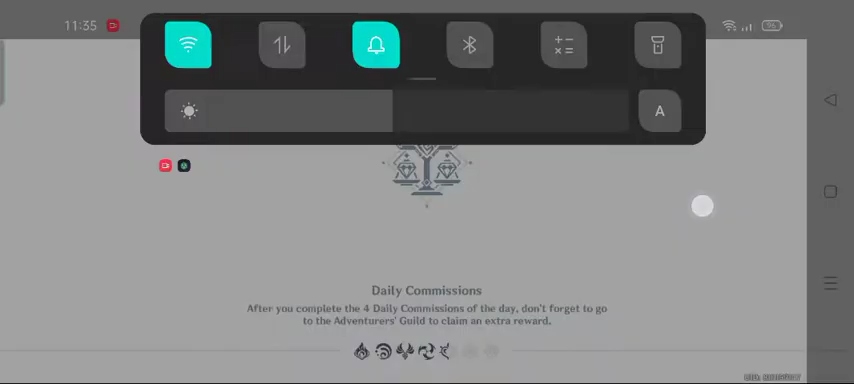 11:35
96
A
Daily Commissions
After you complete the 4 Daily Commissions of the day, don't forget to go
to the Adventurers' Guild to claim an extra reward.